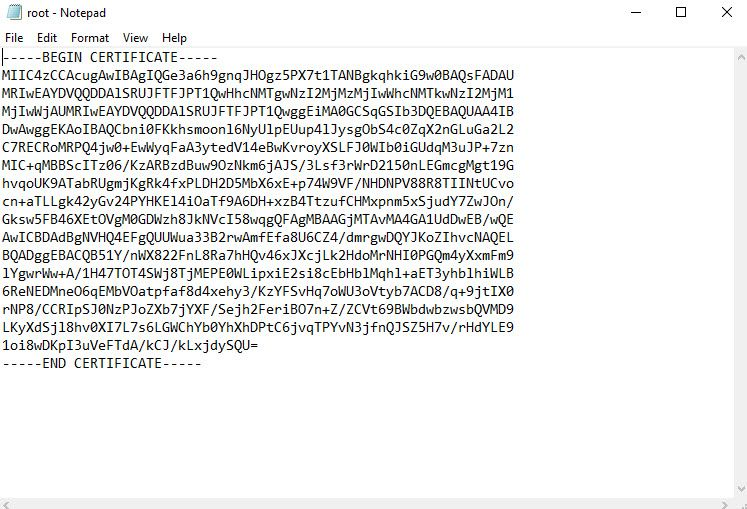 root - Notepad
File Edit Format View Help
-----BEGIN CERTIFICATE-----
MIIC4zCCAcugAwIBAgIQGe3a6h9gnqJHOgz5PX7t1TANBgkqhkiG9w0BAQsFADAU
MRIwEAYDVQQDDAlSRUJFTFJPT1QwHhcNMTgwNzI2MjMzMjIwWhcNMTkwNzI2MjM1
MjIwWjAUMRIwEAYDVQQDDAlSRUJFTFJPT1QwggEiMA0GCSqGSIb3DQEBAQUAA4IB
DwAwggEKAoIBAQCbni0FKkhsmoonl6NyUlpEUup4lJysgObS4c0ZqX2nGLuGa2L2
C7RECRoMRPQ4jw0+EwWyqFaA3ytedV14eBwKvroyXSLFJ0WIb0iGUdqM3uJP+7zn
MIC+qMBBScITz06/KzARBzdBuw9OzNkm6jAJS/3Lsf3rWrD2150nLEGmcgMgt19G
hvqoUK9ATabRUgmjKgRk4fxPLDH2D5MbX6xE+p74W9VF/NHDNPV88R8TIINtUCvo
cn+aTLLgk42yGv24PYHKEl4iOaTf9A6DH+xzB4TtzufCHMxpnm5xSjudY7ZwJOn/
Gksw5FB46XEtOVgM0GDWzh8JkNVcI58wqgQFAgMBAAGjMTAvMA4GA1UdDwEB/wQE
AwICBDAdBgNVHQ4EFgQUUWua33B2rwAmfEfa8U6CZ4/dmrgwDQYJKoZIhvcNAQEL
BQADggEBACQB51Y/nWX822FnL8Ra7hHQv46xJXcjLk2HdoMrNHI0PGQm4yXxmFm9
lYgwrWw+A/1H47TOT4SWj8TjMEPE0WLipxiE2si8cEbHblMqhl+aET3yhblhiWLB
6ReNEDMneO6qEMbVOatpfaf8d4xehy3/KzYFSvHq7oWU3oVtyb7ACD8/q+9jtIX0
rNP8/CCRIpSJ0NzPJoZXb7jYXF/Sejh2FeriBO7n+Z/ZCVt69BWbdwbzwsbQVMD9
LKyXdSjl8hv0XI7L7s6LGWChYb0YhXhDPtC6jvqTPYvN3jfnQJSZ5H7v/rHdYLE9
1oi8wDKpI3uVeFTdA/kCJ/kLxjdySQU=
-----END CERTIFICATE-----